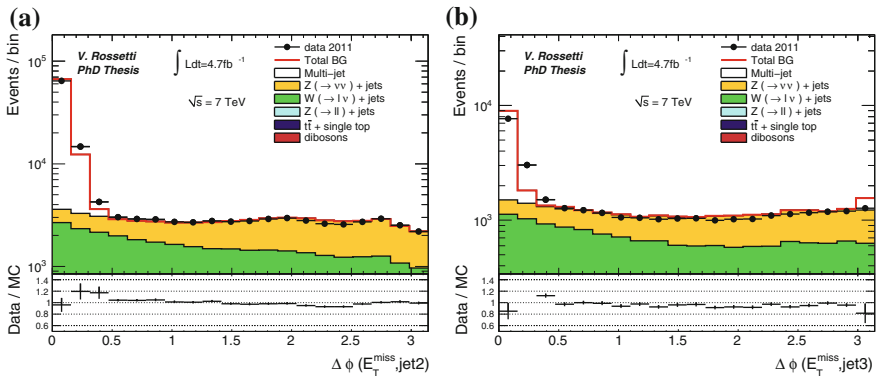 (a)
Events / bin
10⁵
10⁴
10³
V. Rossetti
PhD Thesis
∫ Ldt=4.7fb ⁻¹
√s = 7 TeV
data 2011
Total BG
Multi-jet
Z (→ νν) + jets
W (→ l ν) + jets
Z (→ ll) + jets
tt̄ + single top
dibosons
Data / MC
1.4
1.2
1
0.8
0.6
0 0.5 1 1.5 2 2.5 3
Δ ϕ (E_T^miss,jet2)
(b)
Events / bin
10⁵
10⁴
10³
V. Rossetti
PhD Thesis
∫ Ldt=4.7fb ⁻¹
√s = 7 TeV
data 2011
Total BG
Multi-jet
Z (→ νν) + jets
W (→ l ν) + jets
Z (→ ll) + jets
tt̄ + single top
dibosons
Data / MC
1.4
1.2
1
0.8
0.6
0 0.5 1 1.5 2 2.5 3
Δ ϕ (E_T^miss,jet3)